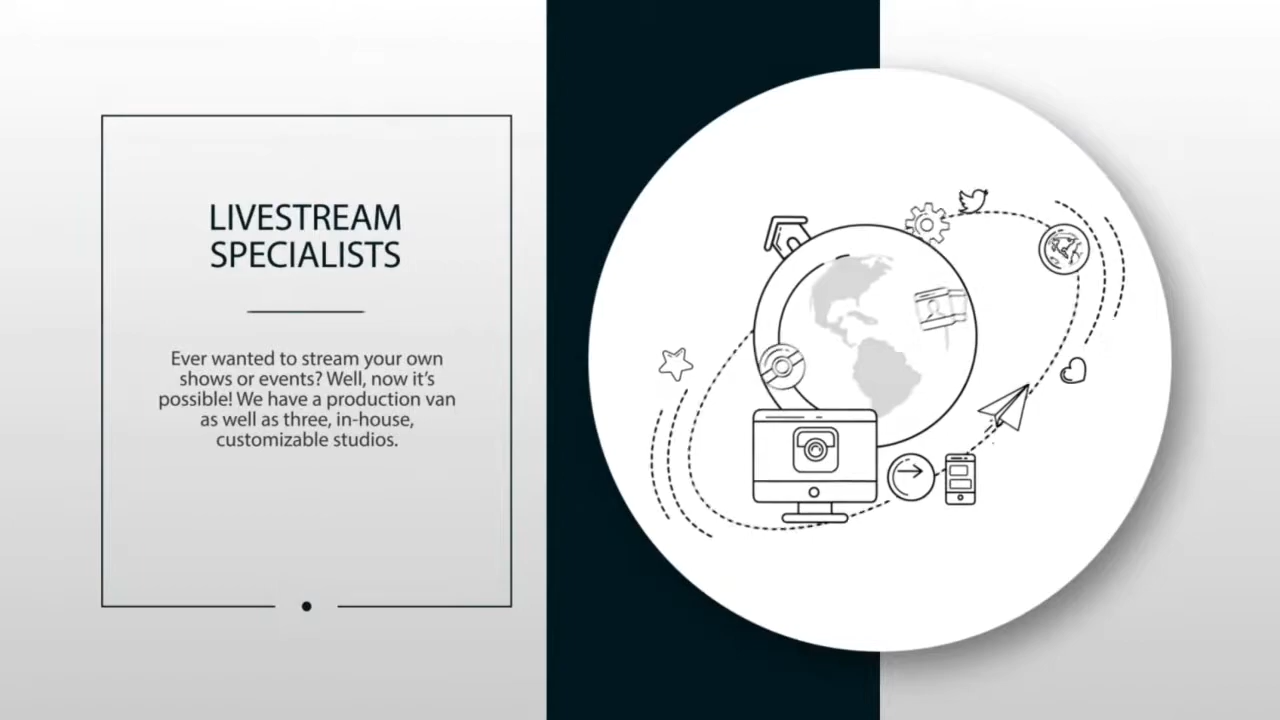 LIVESTREAM
SPECIALISTS
Ever wanted to stream your own
shows or events? Well, now it's
possible! We have a production van
as well as three, in-house,
customizable studios.